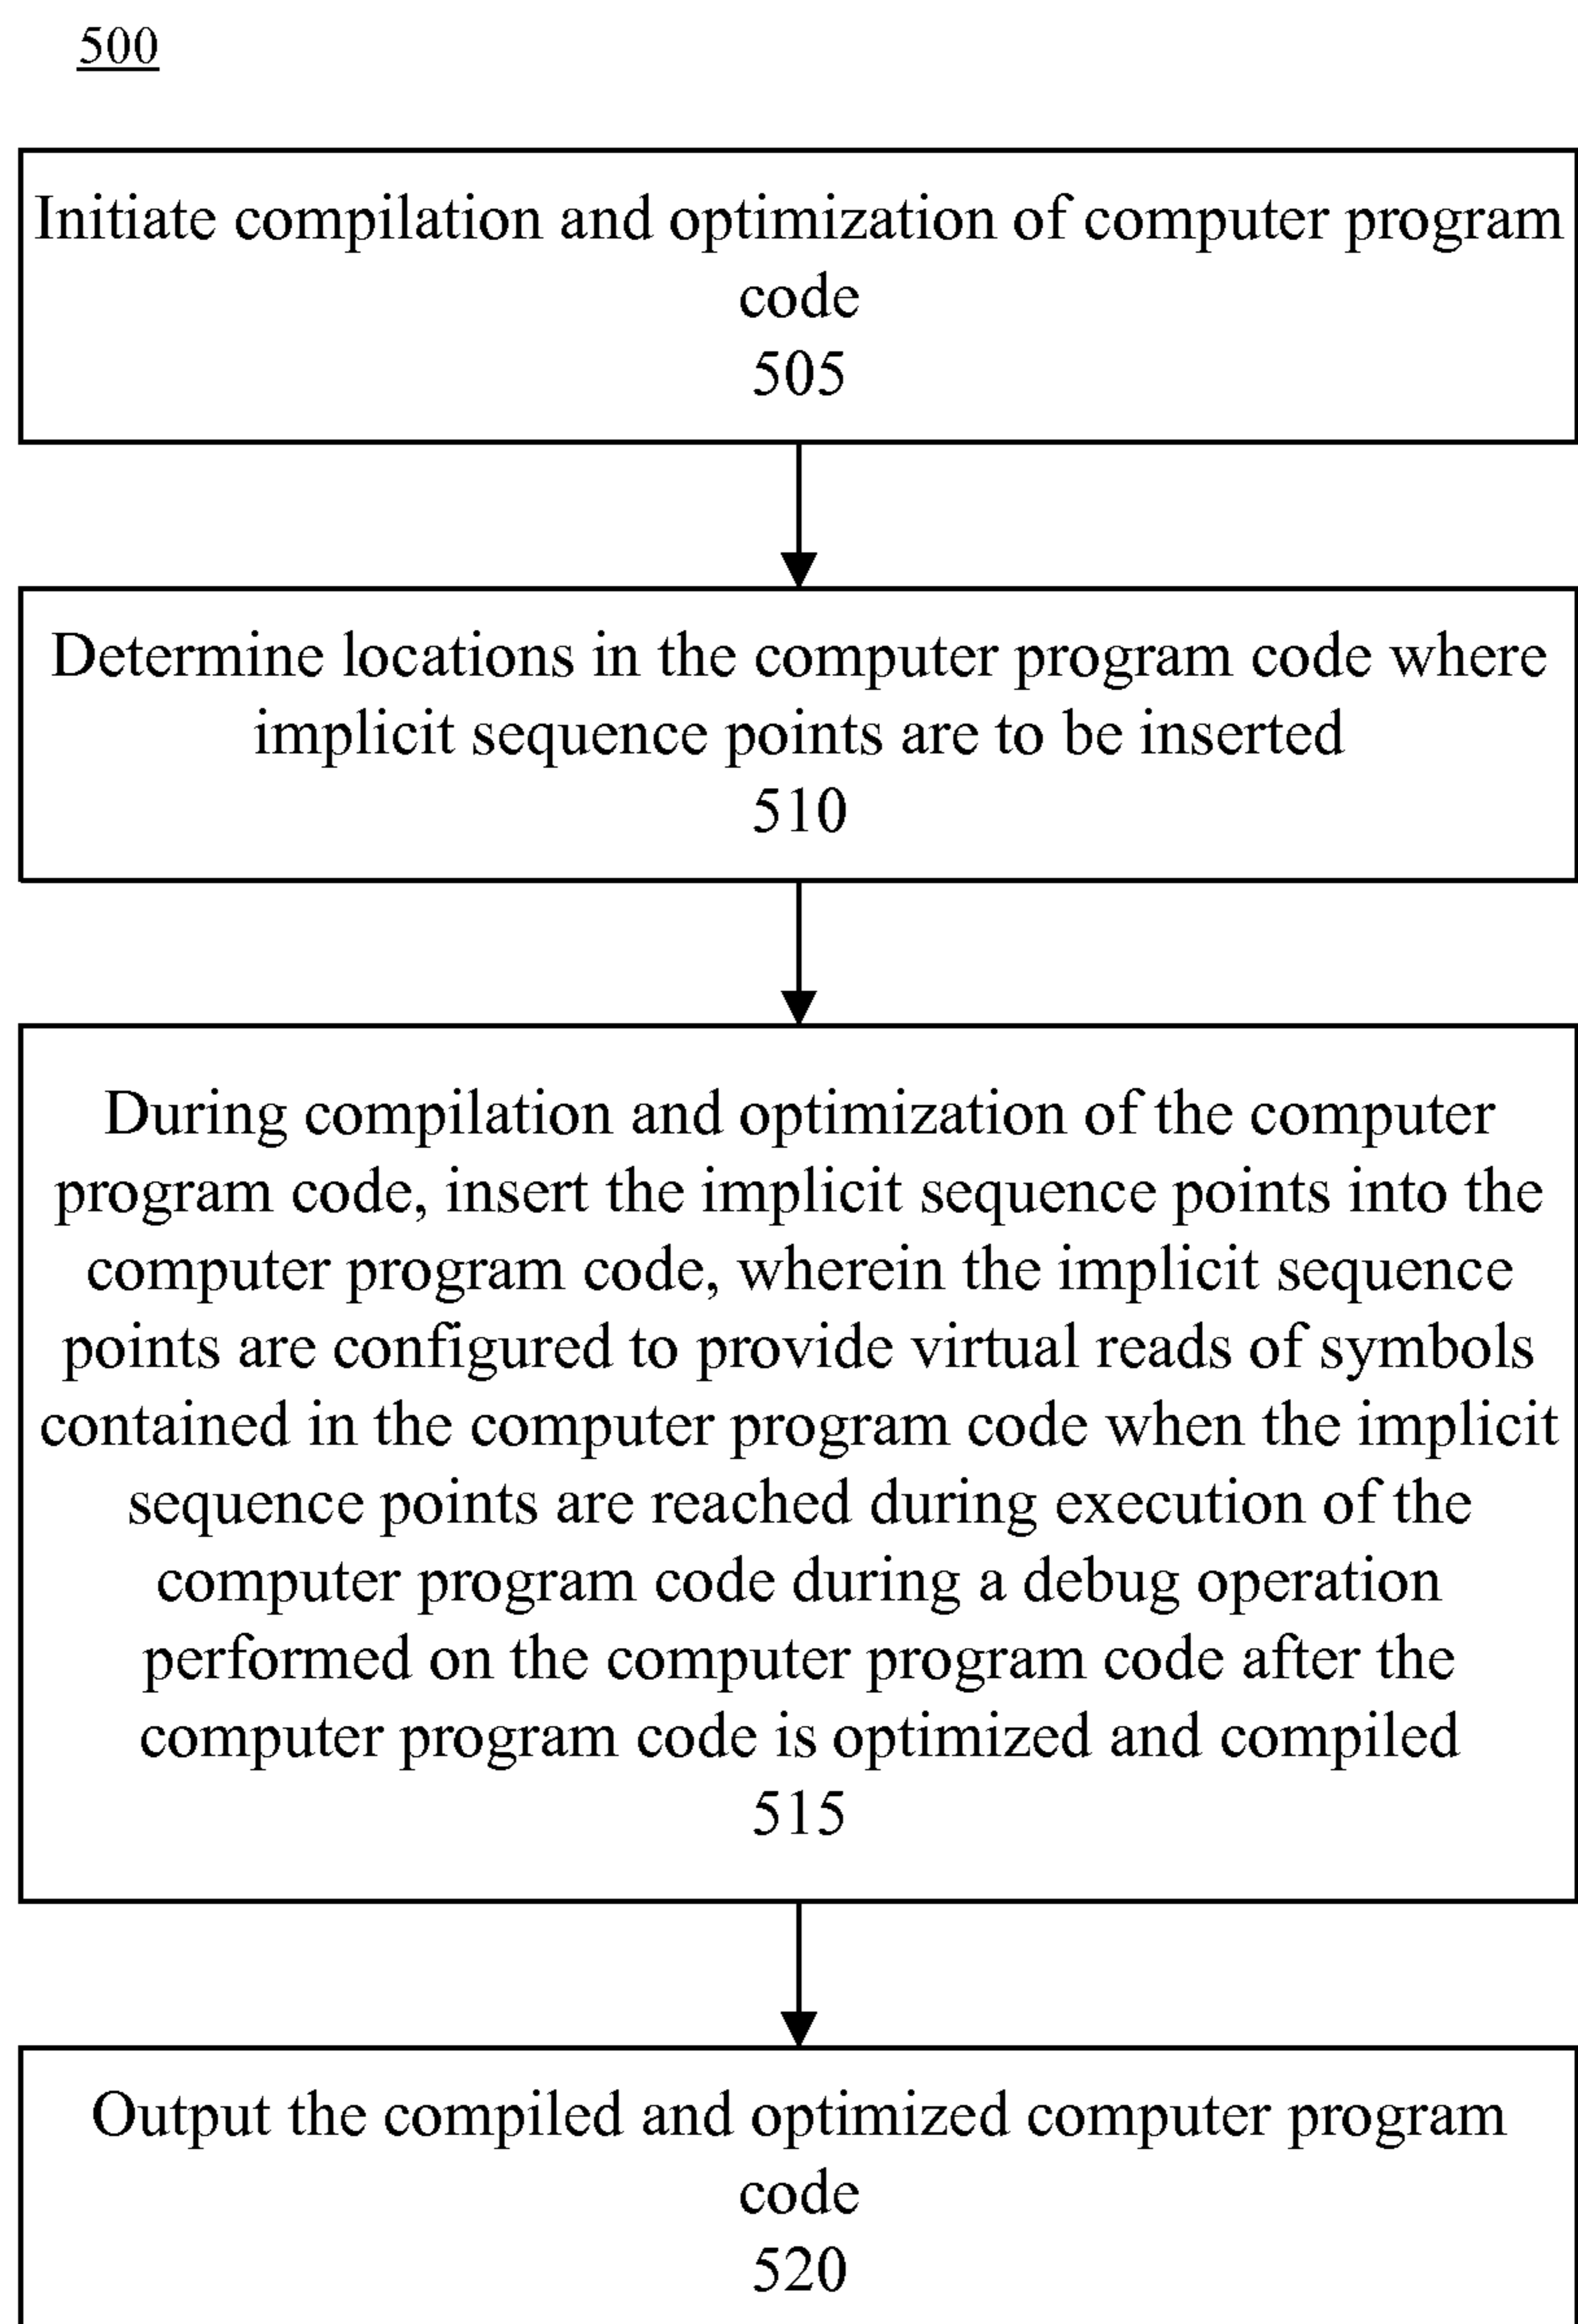 500
Initiate compilation and optimization of computer program
code
505
Determine locations in the computer program code where
implicit sequence points are to be inserted
510
During compilation and optimization of the computer
program code, insert the implicit sequence points into the
computer program code, wherein the implicit sequence
points are configured to provide virtual reads of symbols
contained in the computer program code when the implicit
sequence points are reached during execution of the
computer program code during a debug operation
performed on the computer program code after the
computer program code is optimized and compiled
515
Output the compiled and optimized computer program
code
520